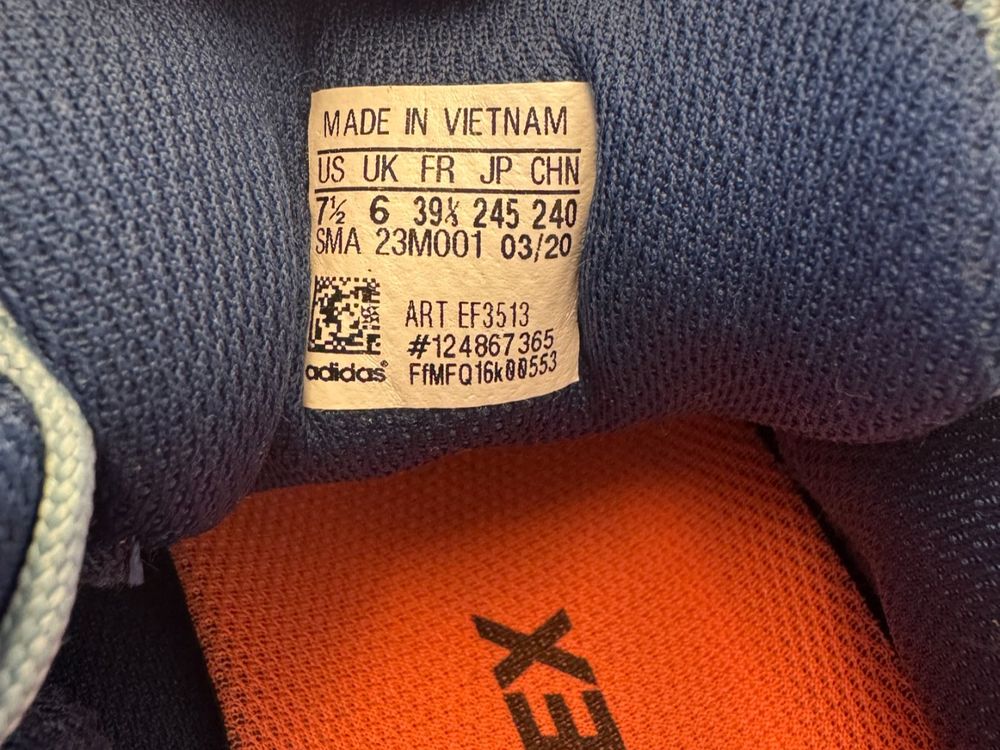 MADE IN VIETNAM
US UK FR JP CHN
7½ 6 39⅓ 245 240
SMA 23M001 03/20
ART EF3513
#124867365
adidas® FfMFQ16k00553
EX